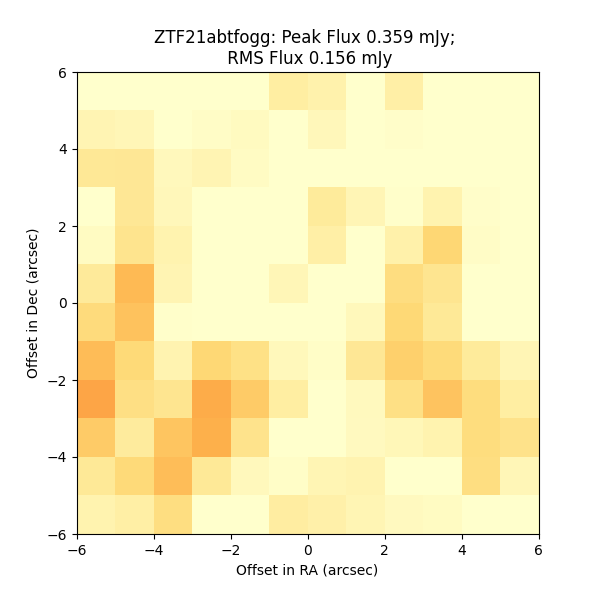 ZTF21abtfogg: Peak Flux 0.359 mJy;
RMS Flux 0.156 mJy
6
4
2
0
−2
−4
−6
Offset in Dec (arcsec)
−6 −4 −2 0 2 4 6
Offset in RA (arcsec)